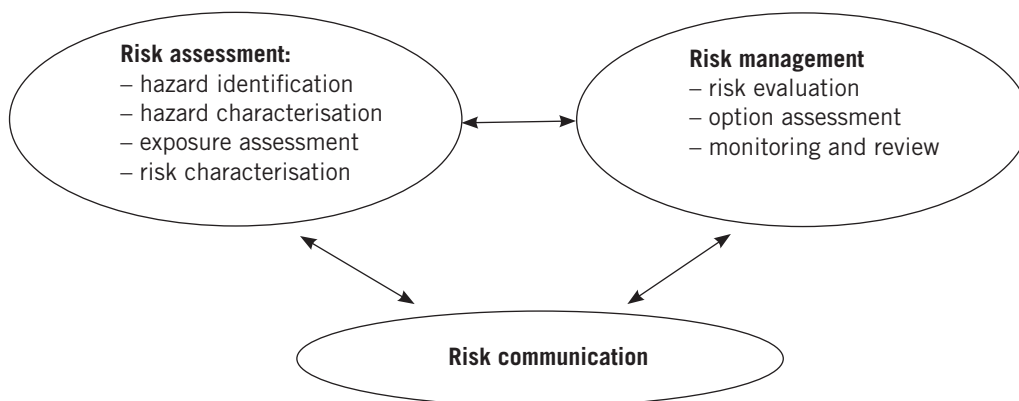 Risk assessment:
– hazard identification
– hazard characterisation
– exposure assessment
– risk characterisation
Risk management
– risk evaluation
– option assessment
– monitoring and review
Risk communication